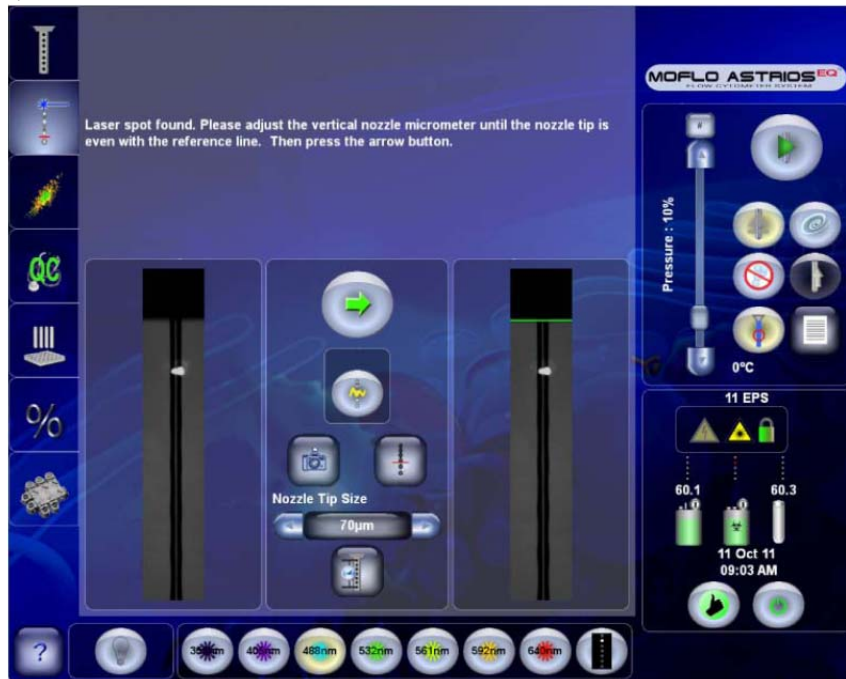 MOFLO ASTRIOS EQ
FLOW CYTOMETER SYSTEM
Laser spot found. Please adjust the vertical nozzle micrometer until the nozzle tip is
even with the reference line. Then press the arrow button.
#
Pressure : 10%
QC
0°C
11 EPS
%
Nozzle Tip Size
70µm
60.1
60.3
11 Oct 11
09:03 AM
?
405nm
488nm
532nm
561nm
592nm
640nm